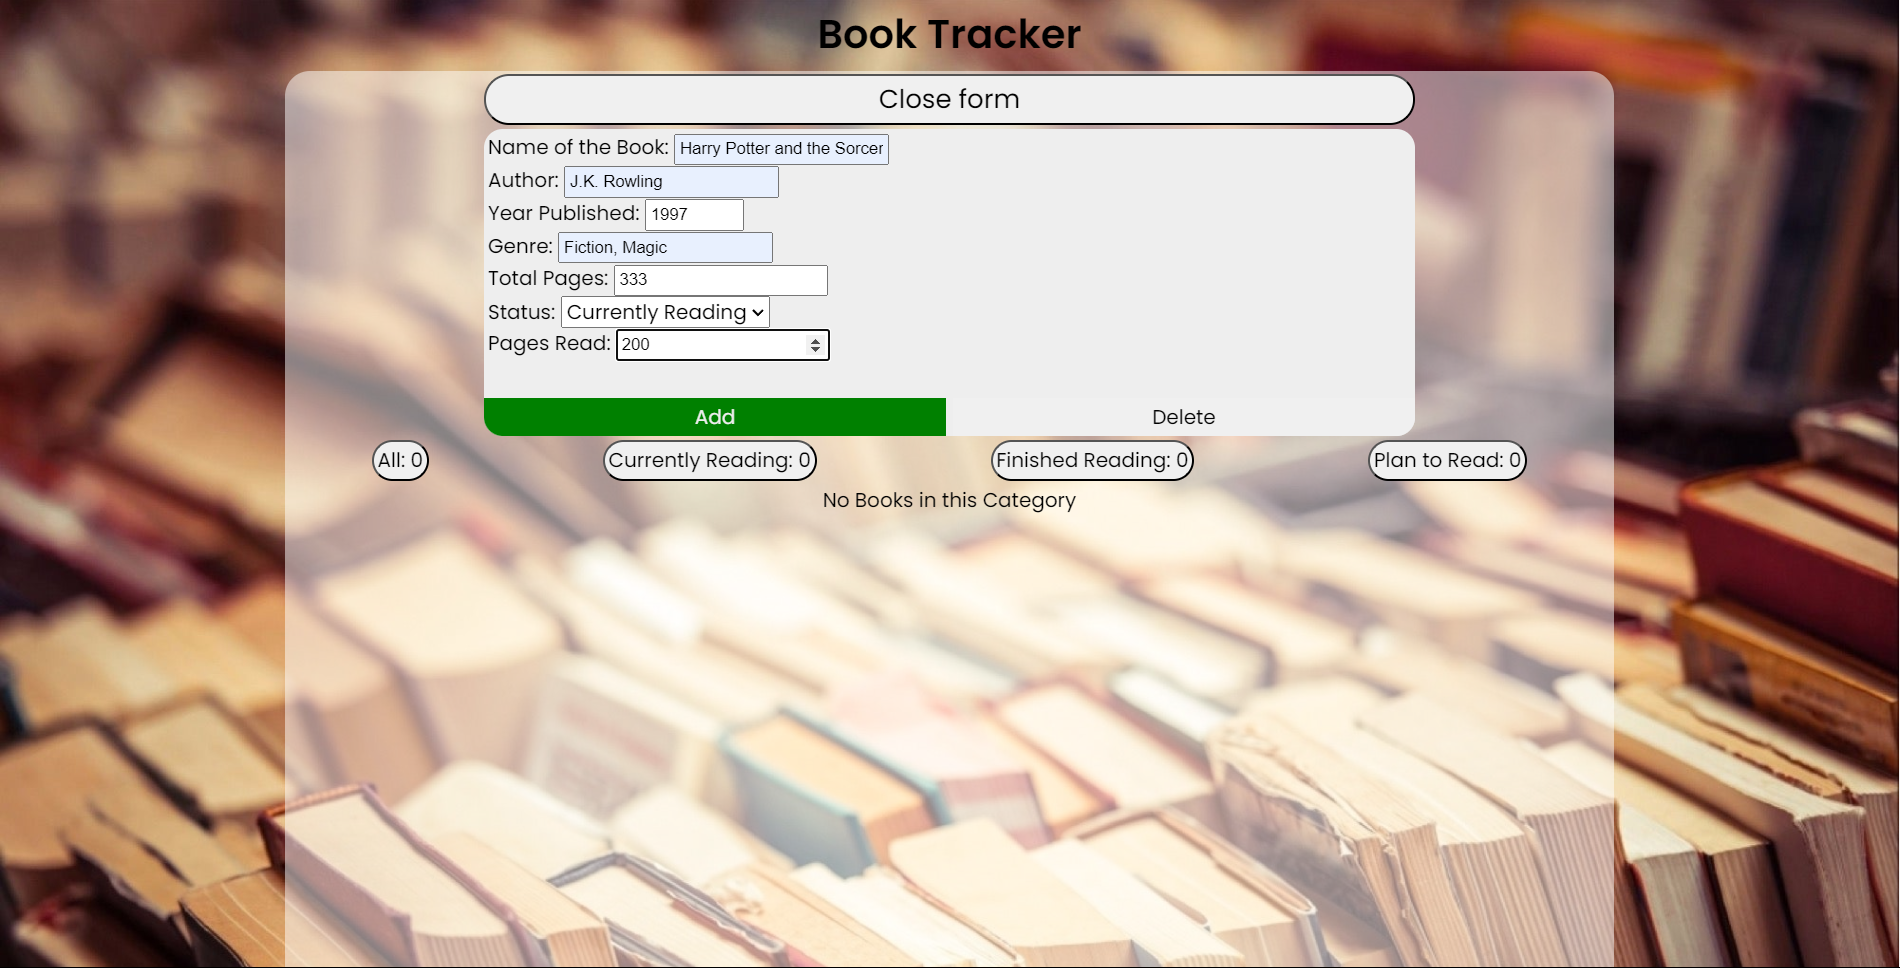 Book Tracker
Close form
Name of the Book: Harry Potter and the Sorcer
Author: J.K. Rowling
Year Published: 1997
Genre: Fiction, Magic
Total Pages: 333
Status: Currently Reading
Pages Read: 200
Add Delete
All: 0 Currently Reading: 0 Finished Reading: 0 Plan to Read: 0
No Books in this Category